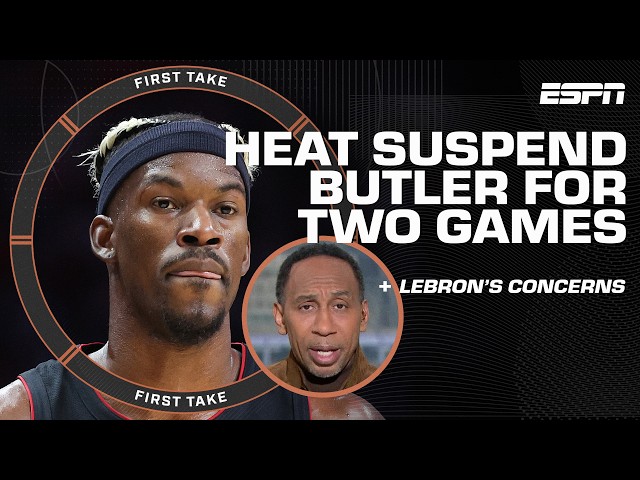 FIRST TAKE
ESPN
HEAT SUSPEND
BUTLER FOR
TWO GAMES
+ LEBRON'S CONCERNS
FIRST TAKE